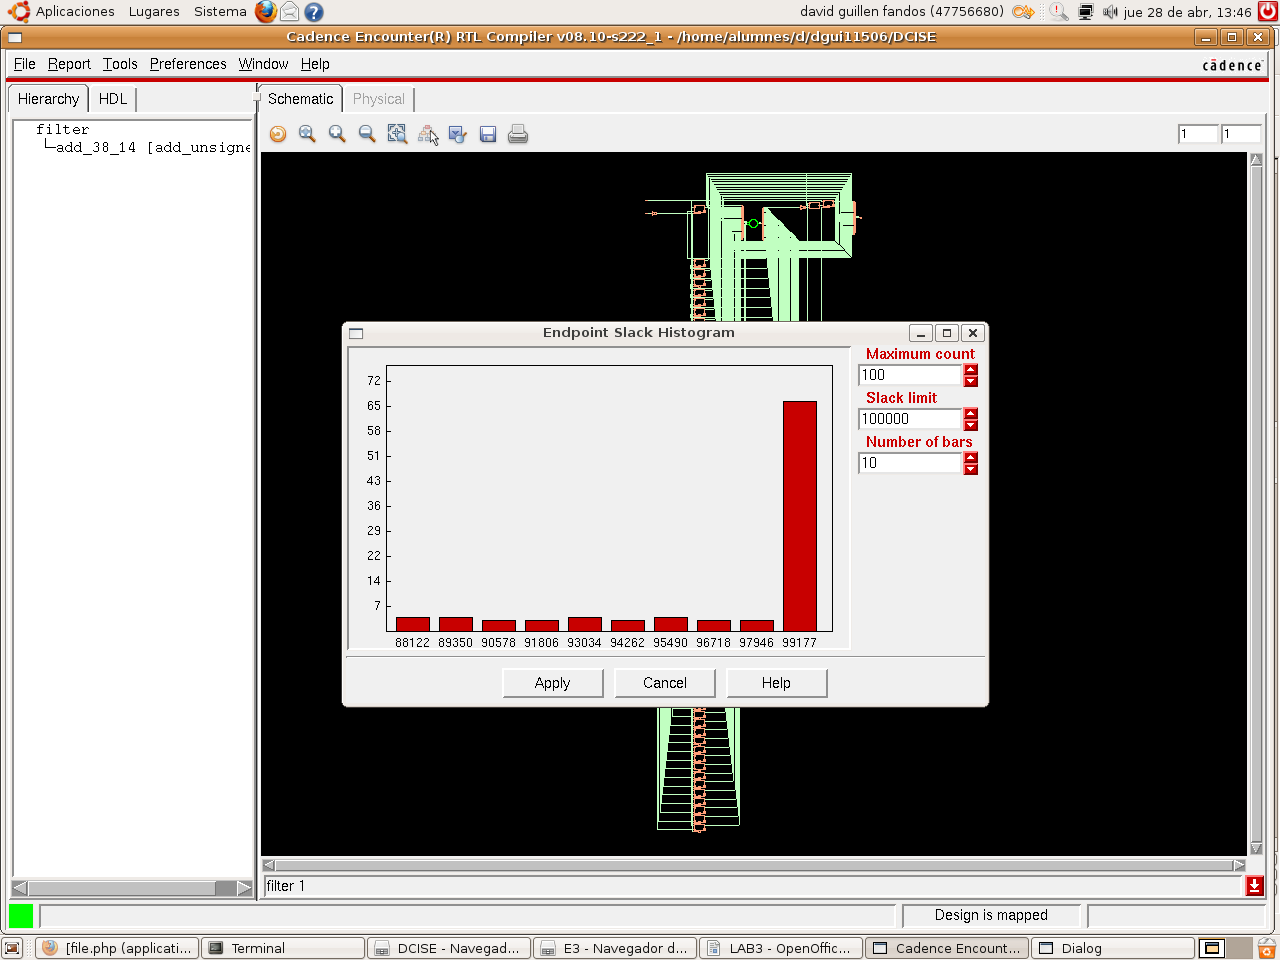 Aplicaciones Lugares Sistema david guillen fandos (47756680) jue 28 de abr, 13:46
Cadence Encounter(R) RTL Compiler v08.10-s222_1 - /home/alumnes/d/dgui11506/DCISE
File Report Tools Preferences Window Help cādence
Hierarchy HDL Schematic Physical
filter
add_38_14 [add_unsigne
1 1
Endpoint Slack Histogram
Maximum count
100
Slack limit
100000
Number of bars
10
72
65
58
51
43
36
29
22
14
7
88122 89350 90578 91806 93034 94262 95490 96718 97946 99177
Apply Cancel Help
filter 1
Design is mapped
[file.php (applicati... Terminal DCISE - Navegad... E3 - Navegador d... LAB3 - OpenOffic... Cadence Encount... Dialog